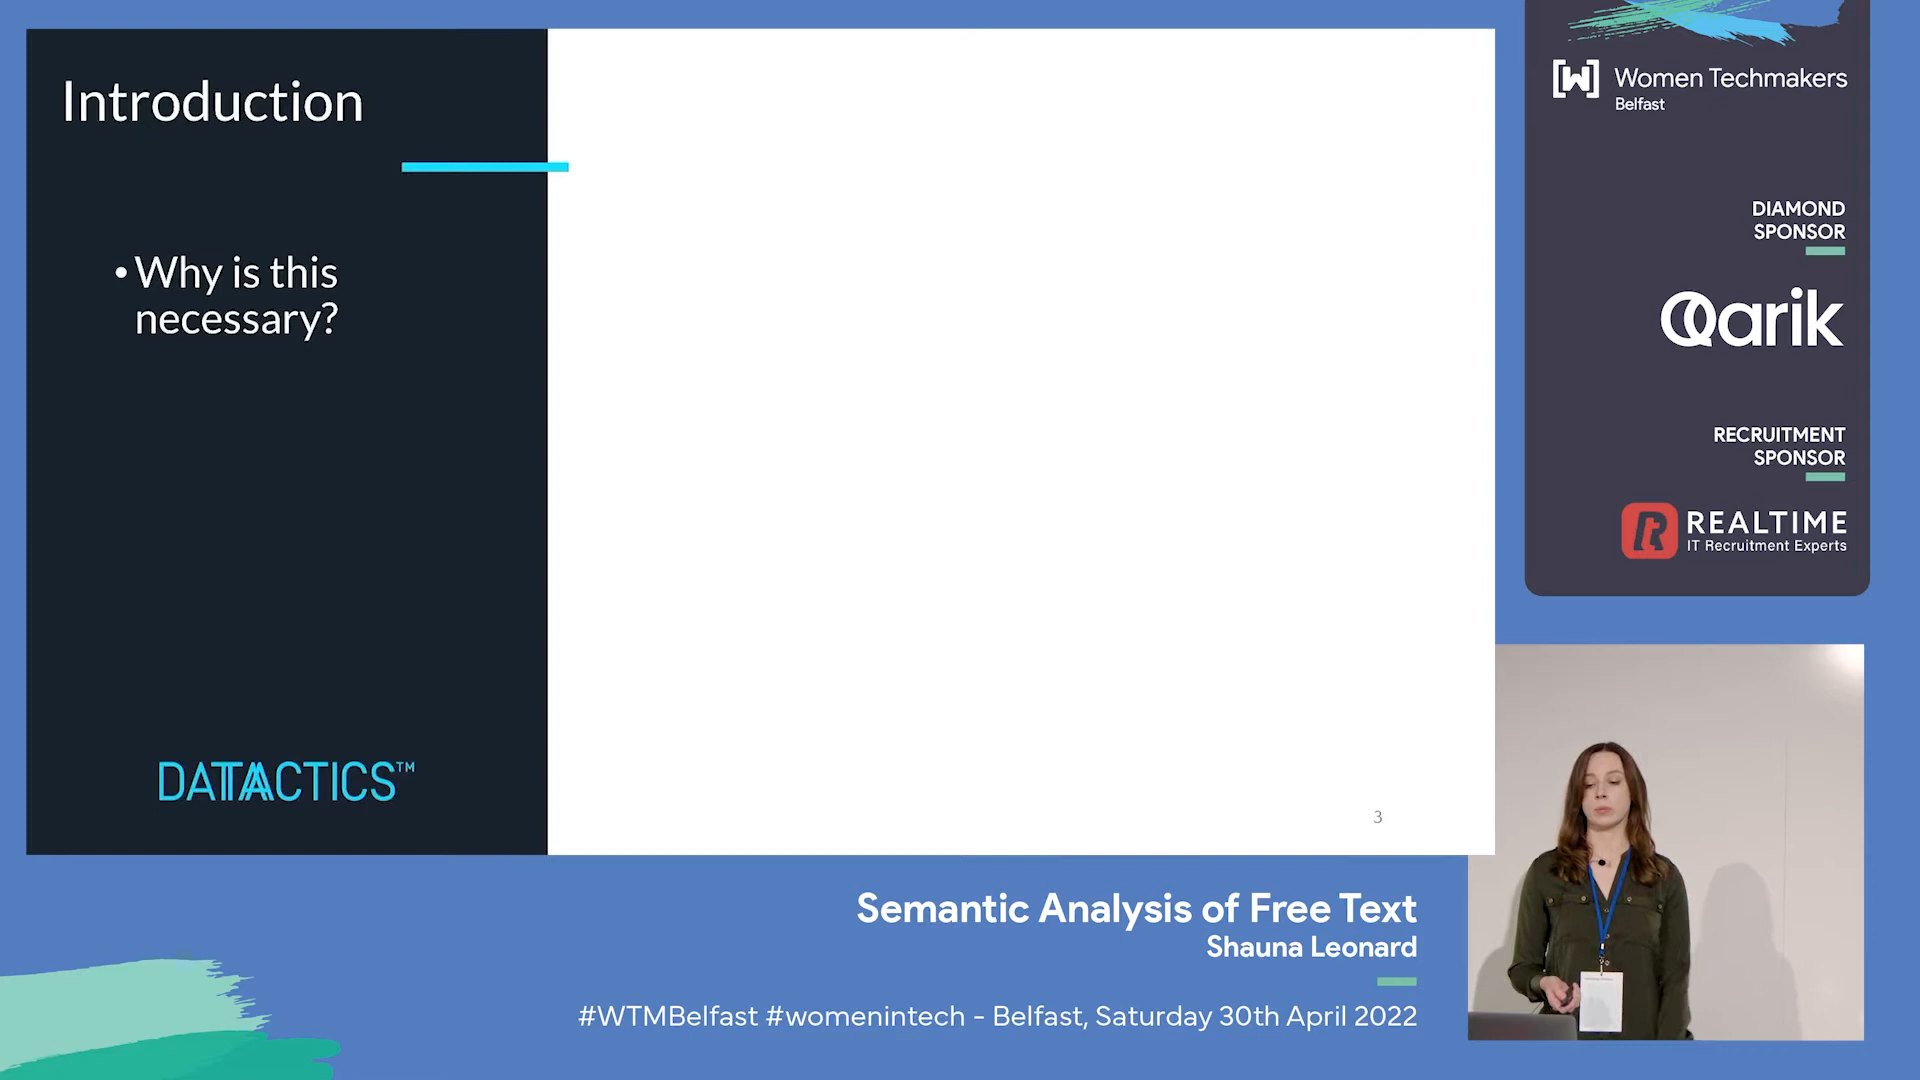 Introduction
• Why is this
necessary?
DATACTICS™
3
Women Techmakers
Belfast
DIAMOND
SPONSOR
Qarik
RECRUITMENT
SPONSOR
REALTIME
IT Recruitment Experts
Semantic Analysis of Free Text
Shauna Leonard
#WTMBelfast #womenintech - Belfast, Saturday 30th April 2022